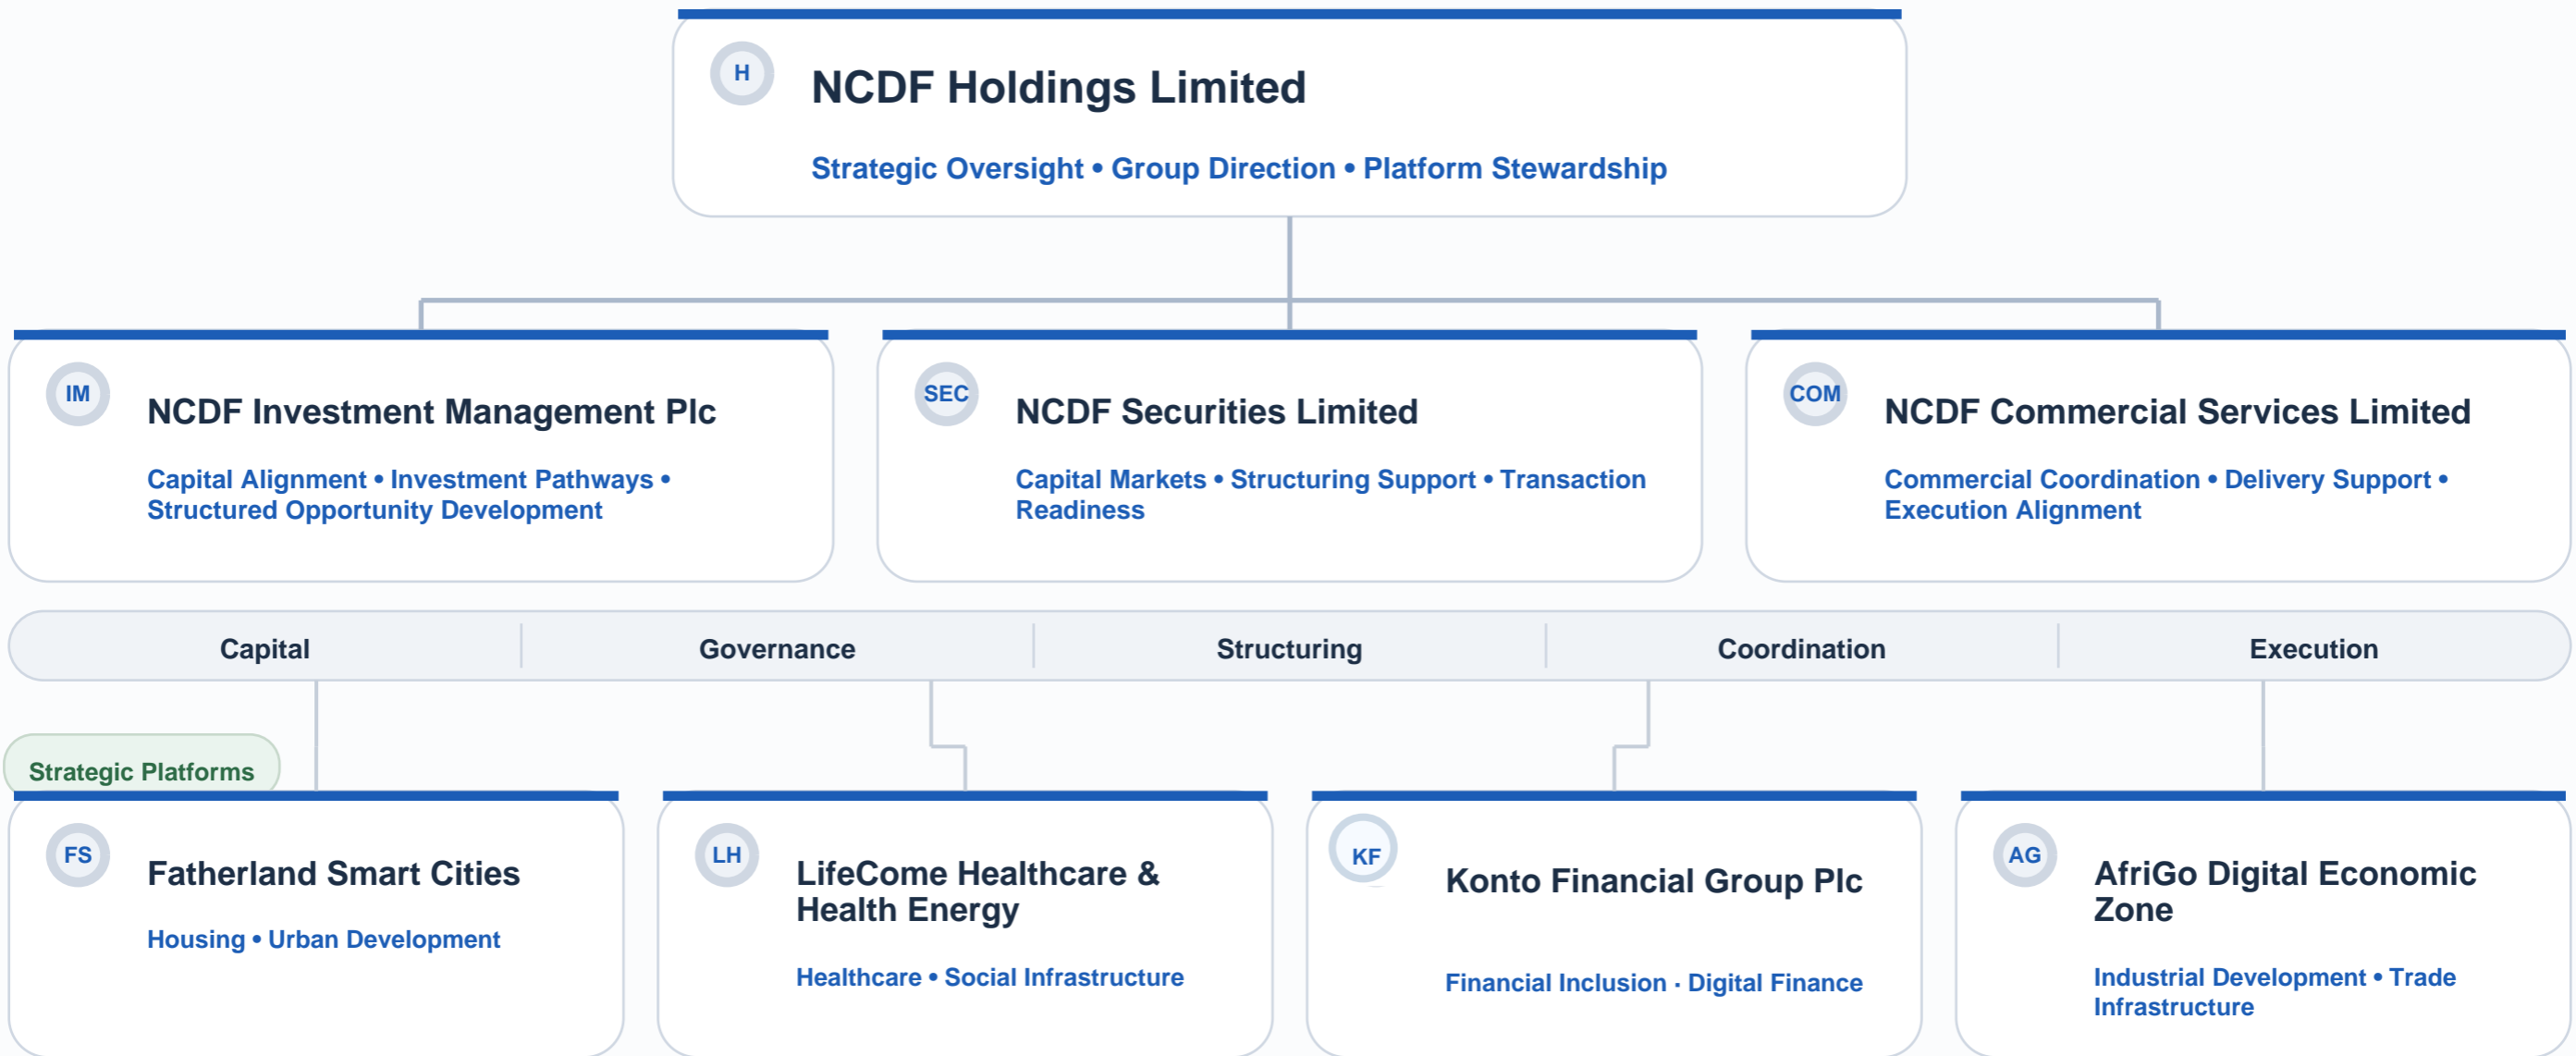 H
NCDF Holdings Limited
Strategic Oversight • Group Direction • Platform Stewardship
IM
NCDF Investment Management Plc
Capital Alignment • Investment Pathways •
Structured Opportunity Development
SEC
NCDF Securities Limited
Capital Markets • Structuring Support • Transaction
Readiness
COM
NCDF Commercial Services Limited
Commercial Coordination • Delivery Support •
Execution Alignment
Capital
Governance
Structuring
Coordination
Execution
Strategic Platforms
FS
Fatherland Smart Cities
Housing • Urban Development
LH
LifeCome Healthcare &
Health Energy
Healthcare • Social Infrastructure
KF
Konto Financial Group Plc
Financial Inclusion · Digital Finance
AG
AfriGo Digital Economic
Zone
Industrial Development • Trade
Infrastructure